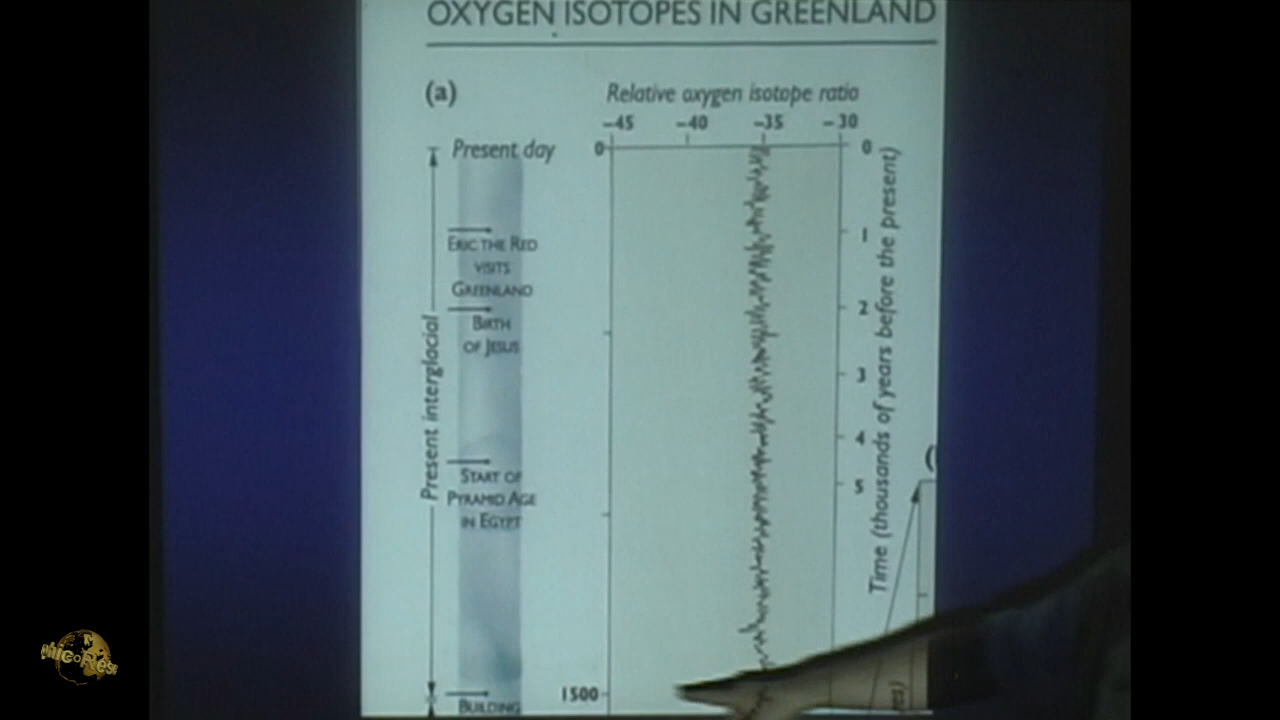 OXYGEN ISOTOPES IN GREENLAND
(a)
Relative oxygen isotope ratio
-45 -40 -35 -30
Present day
0
0
1
ERIC THE RED
VISITS
GREENLAND
2
BIRTH
OF JESUS
3
4
5
START OF
PYRAMID AGE
IN EGYPT
Present interglacial
Time (thousands of years before the present)
(
1500
BUILDING